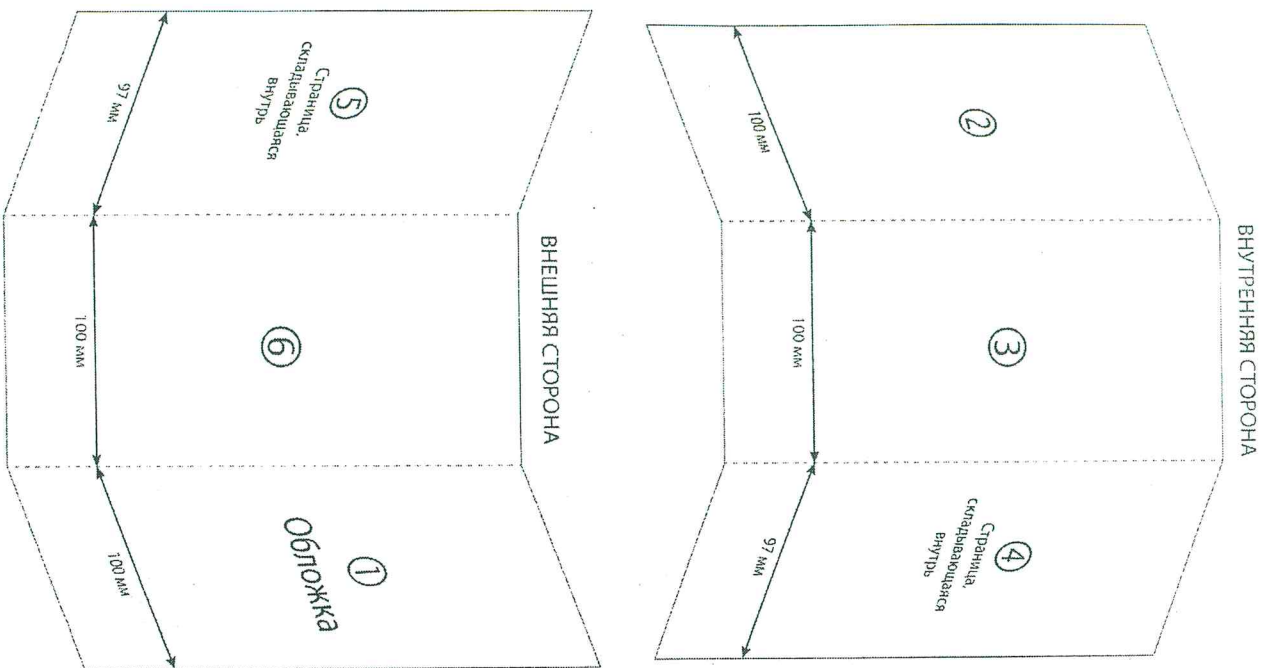 ВНУТРЕННЯЯ СТОРОНА
2
3
4
Страница,
складывающаяся
внутрь
100 мм
100 мм
97 мм
ВНЕШНЯЯ СТОРОНА
5
Страница,
складывающаяся
внутрь
6
1
Обложка
97 мм
100 мм
100 мм